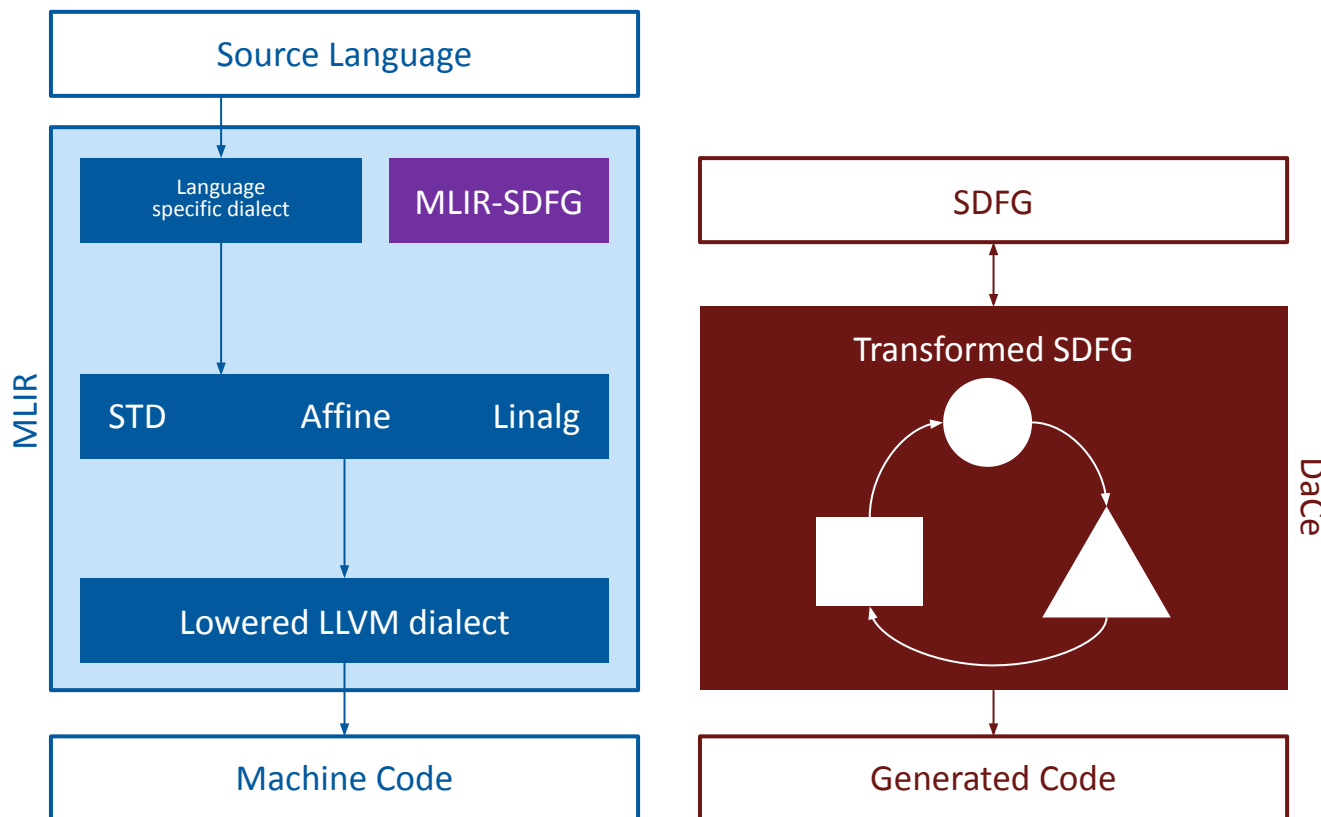 Source Language
Language
specific dialect
MLIR-SDFG
SDFG
Transformed SDFG
MLIR
STD Affine Linalg
DaCe
Lowered LLVM dialect
Machine Code
Generated Code